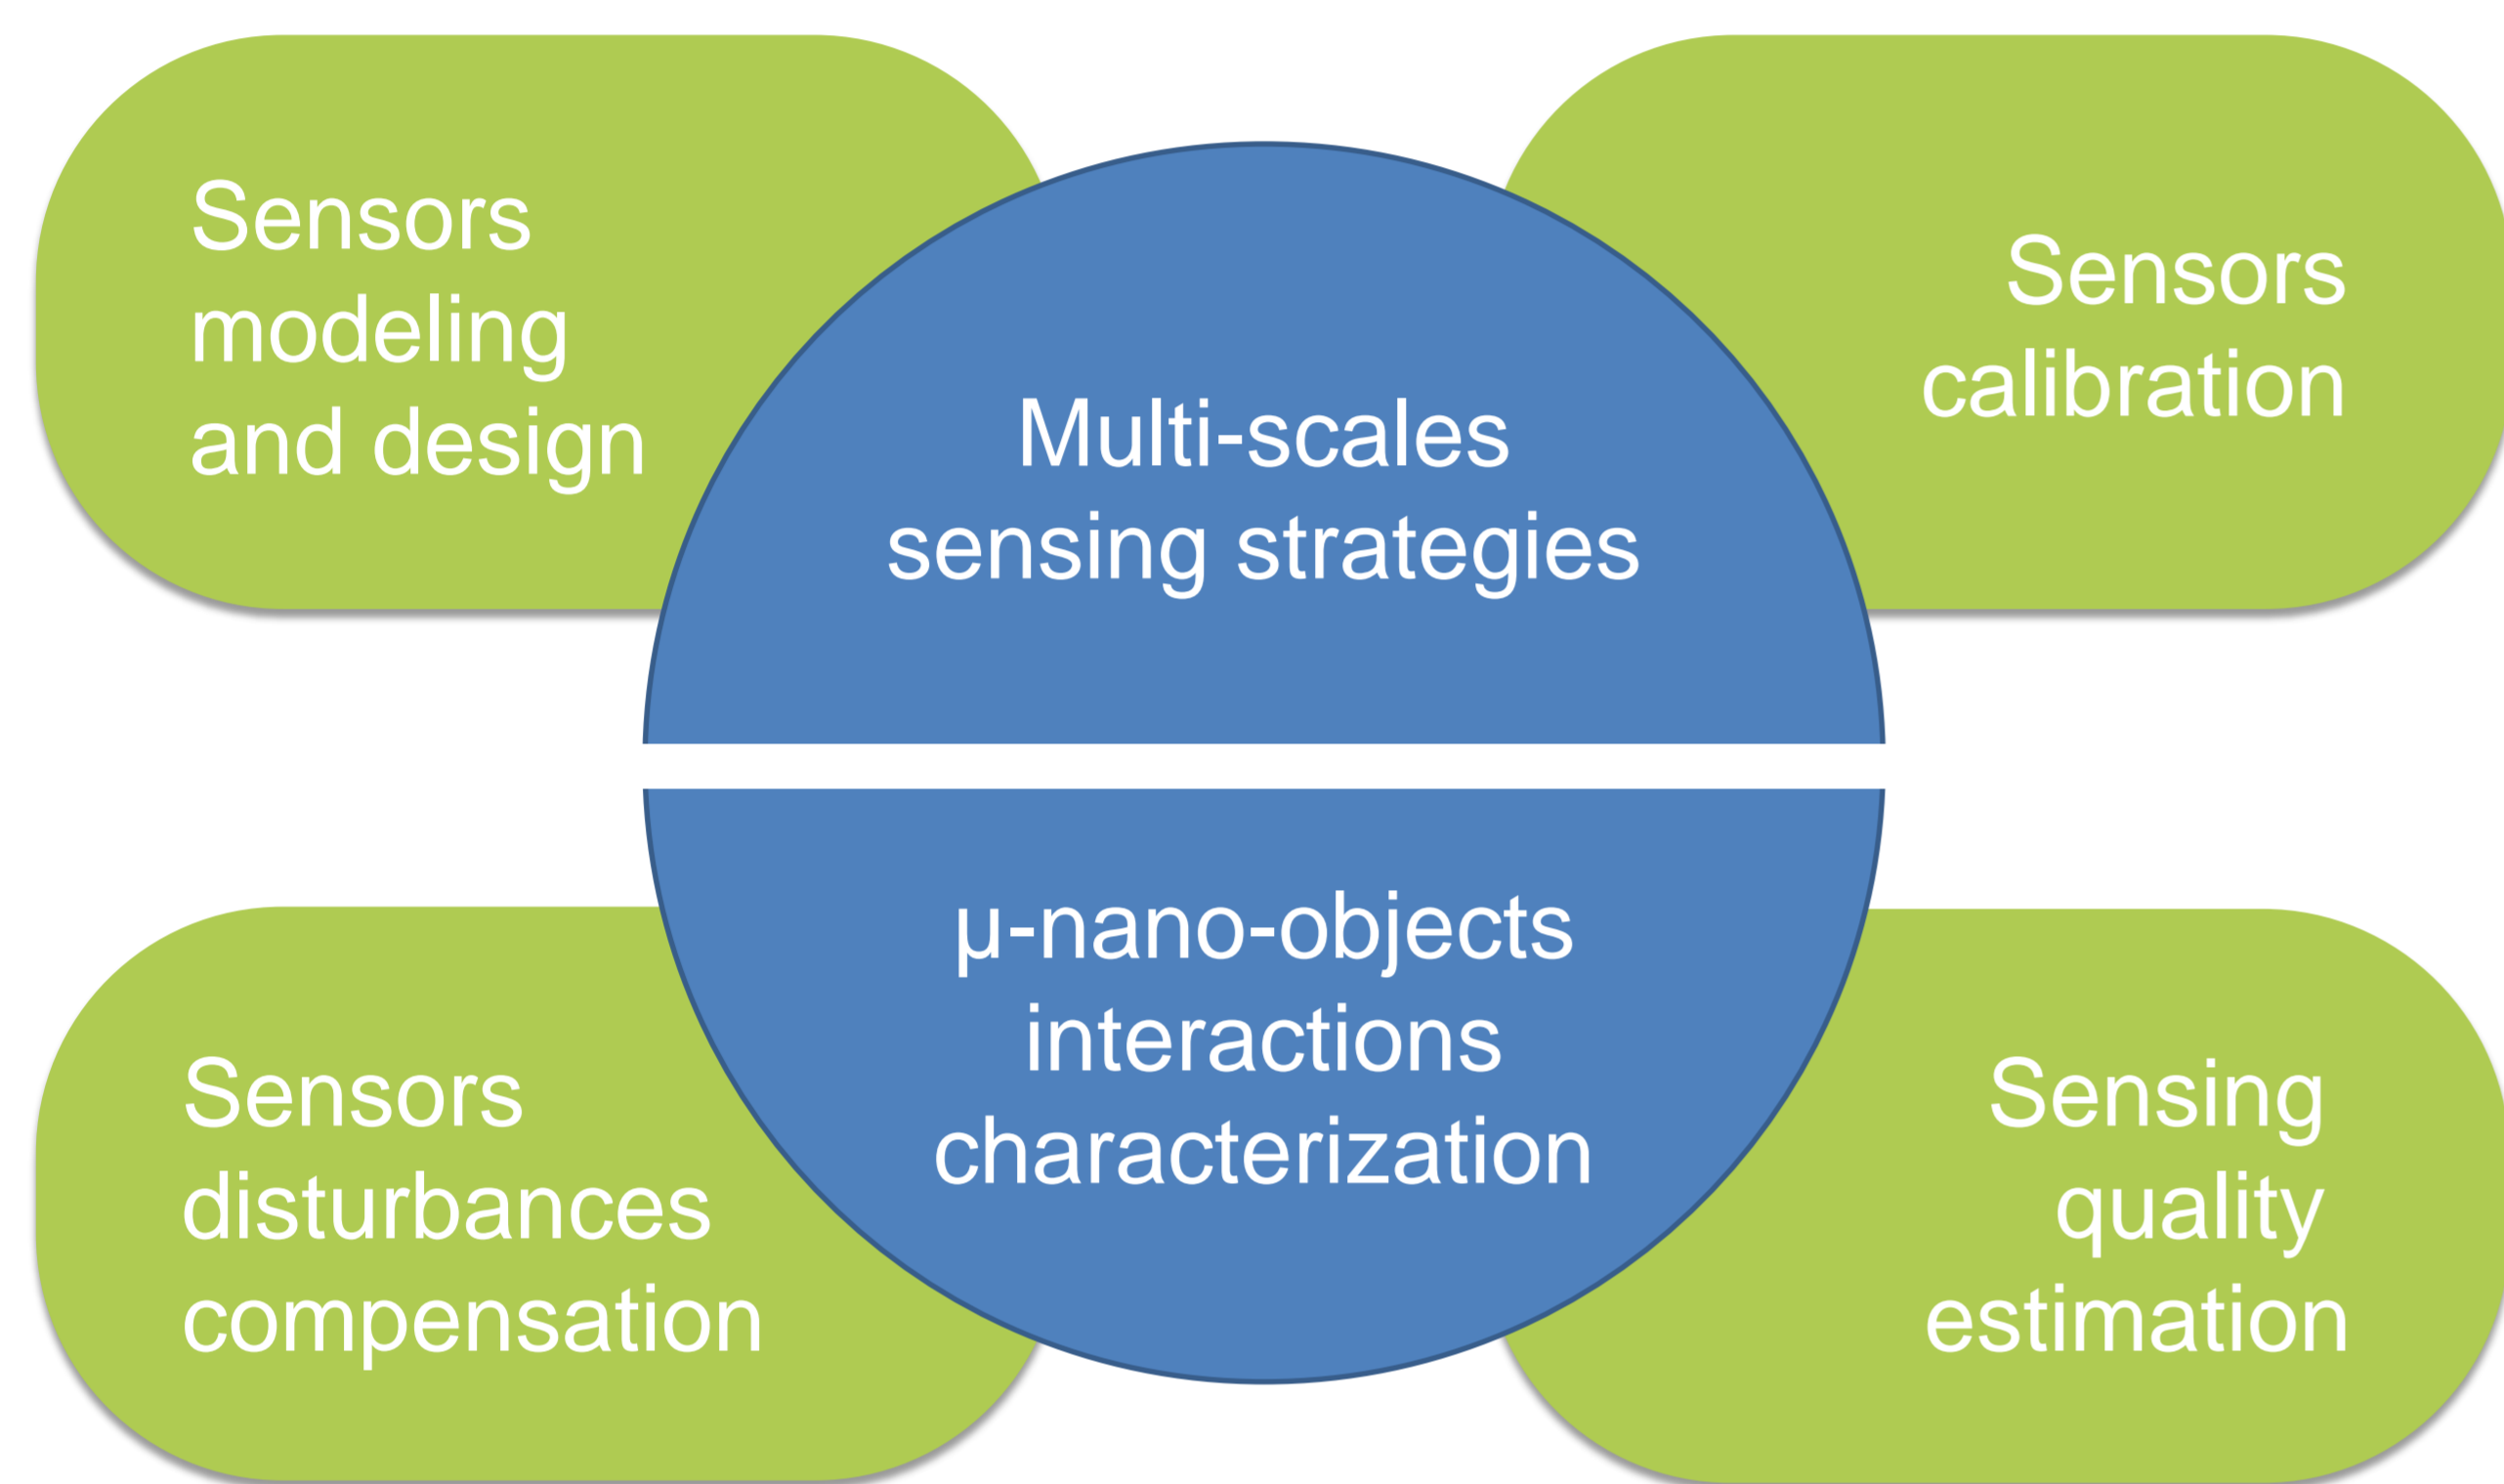 Sensors
modeling
and design
Sensors
calibration
Multi-scales
sensing strategies
µ-nano-objects
interactions
characterization
Sensors
disturbances
compensation
Sensing
quality
estimation